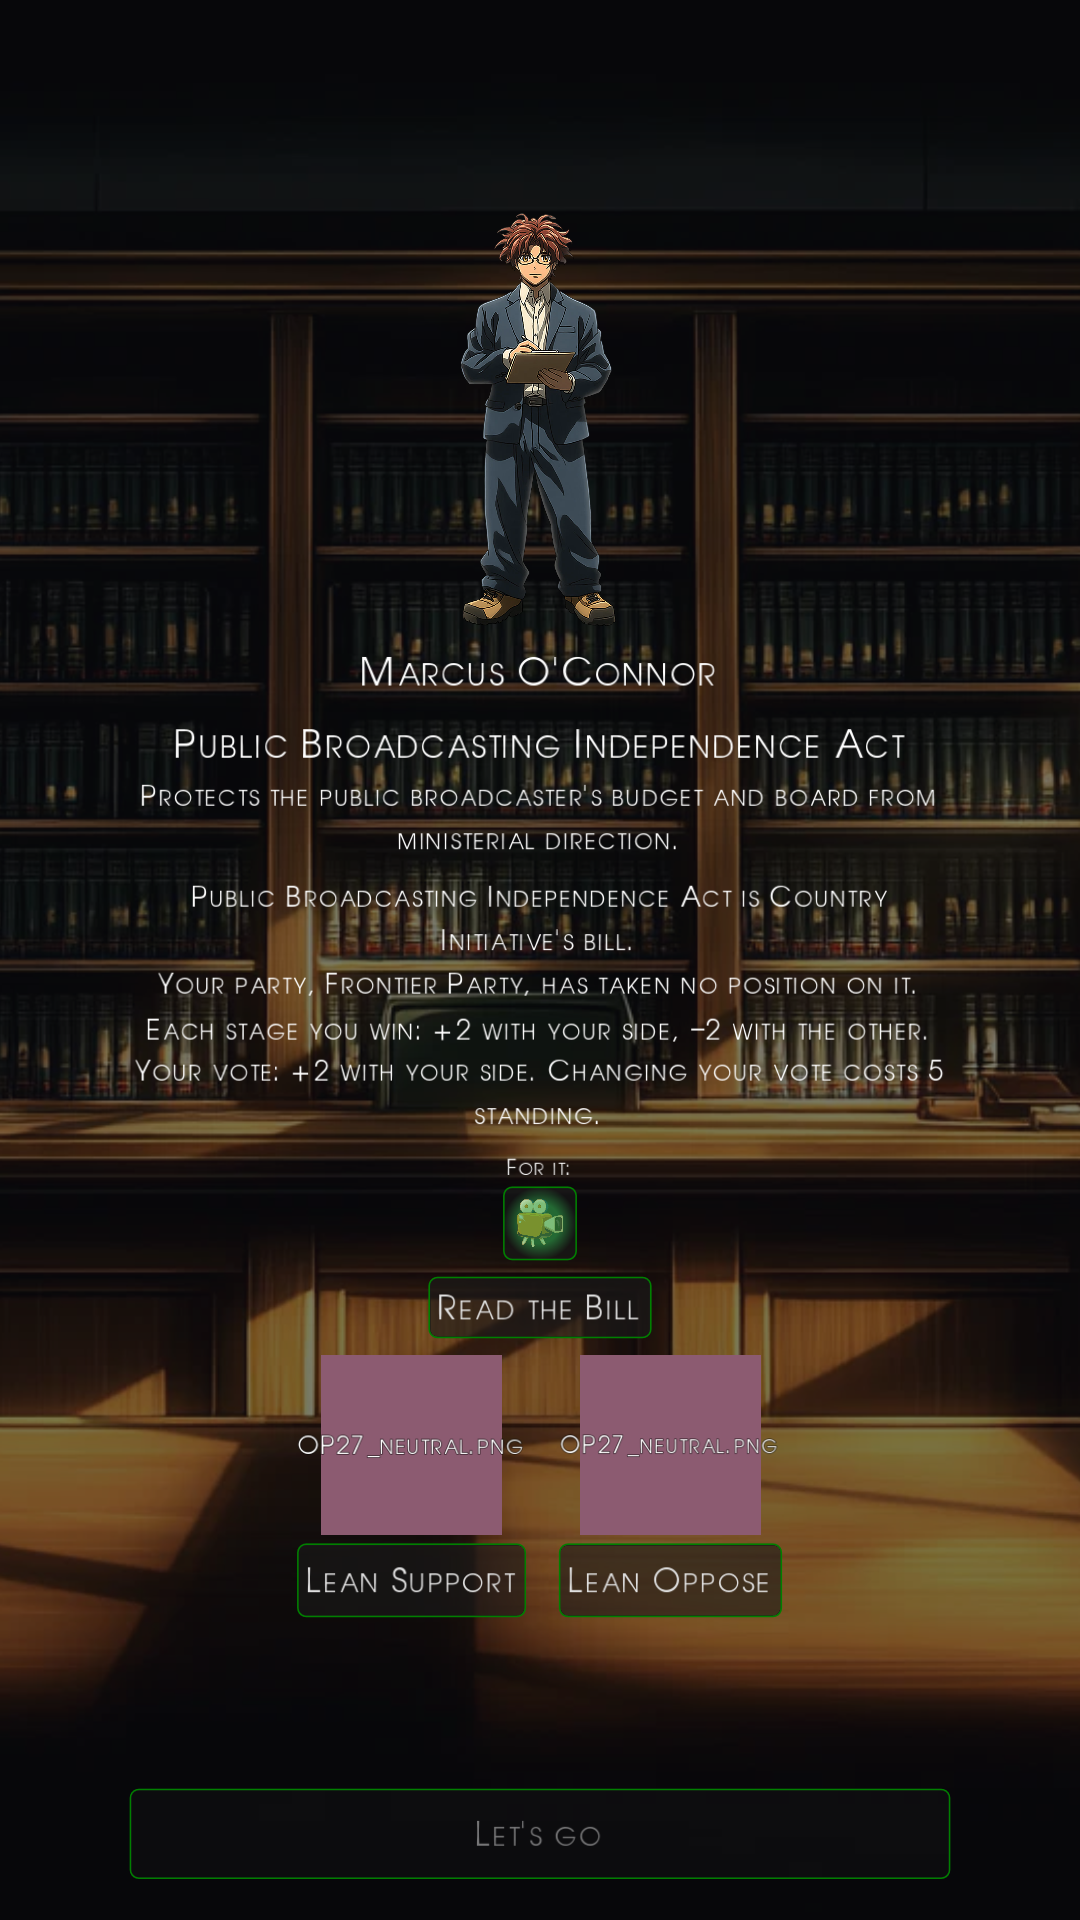 Marcus O'Connor
Public Broadcasting Independence Act
Protects the public broadcaster's budget and board from
ministerial direction.
Public Broadcasting Independence Act is Country
Initiative's bill.
Your party, Frontier Party, has taken no position on it.
Each stage you win: +2 with your side, −2 with the other.
Your vote: +2 with your side. Changing your vote costs 5
standing.
For it:
Read the Bill
OP27_neutral.png OP27_neutral.png
Lean Support Lean Oppose
Let's go